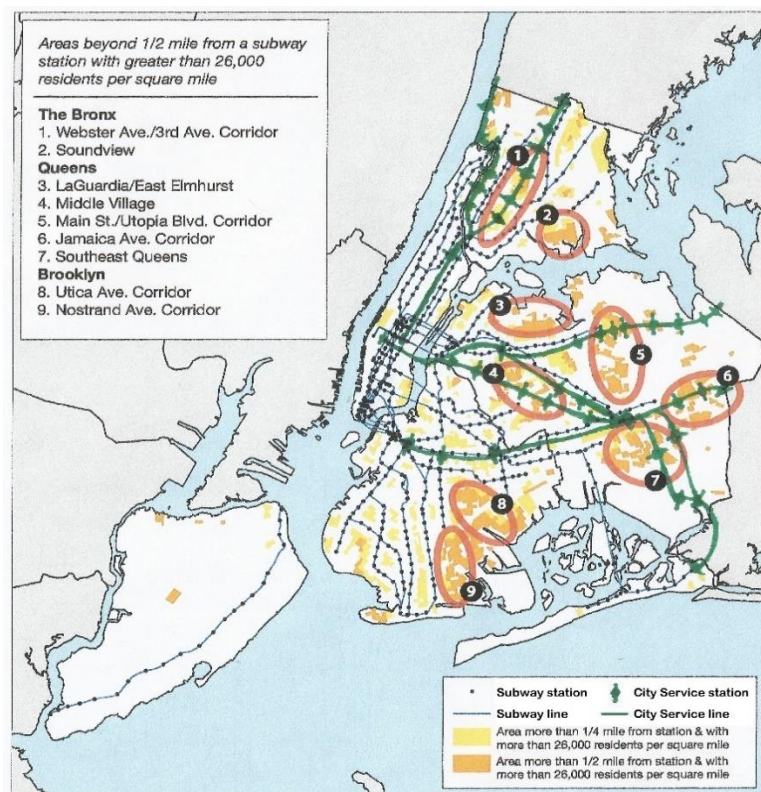 Areas beyond 1/2 mile from a subway
station with greater than 26,000
residents per square mile
The Bronx
1. Webster Ave./3rd Ave. Corridor
2. Soundview
Queens
3. LaGuardia/East Elmhurst
4. Middle Village
5. Main St./Utopia Blvd. Corridor
6. Jamaica Ave. Corridor
7. Southeast Queens
Brooklyn
8. Utica Ave. Corridor
9. Nostrand Ave. Corridor
1
2
3
4
5
6
7
8
9
Subway station
City Service station
Subway line
City Service line
Area more than 1/4 mile from station & with
more than 26,000 residents per square mile
Area more than 1/2 mile from station & with
more than 26,000 residents per square mile